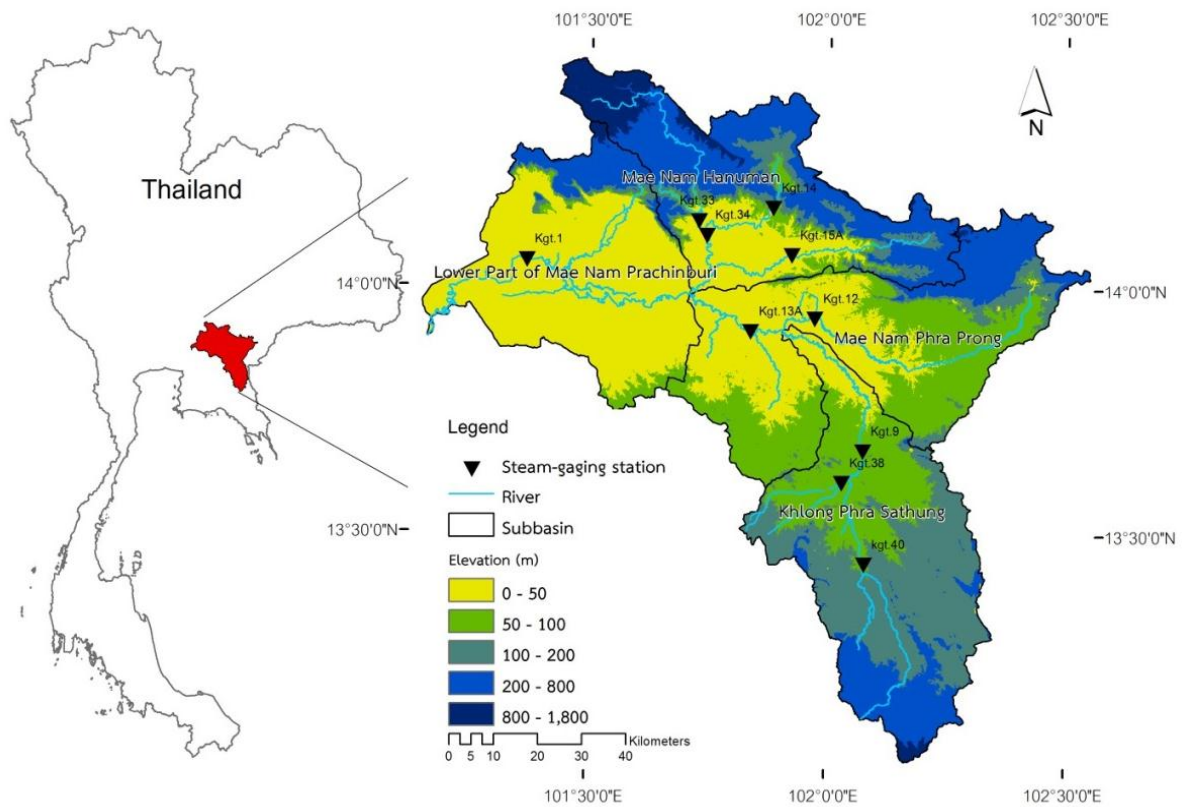 101°30'0"E 102°0'0"E 102°30'0"E
N
Thailand
Mae Nam Hanuman
Kgt.14
Kgt.33
Kgt.34
Kgt.1
Kgt.15A
Lower Part of Mae Nam Prachinburi
14°0'0"N
14°0'0"N
Kgt.12
Kgt.13A
Mae Nam Phra Prong
Legend
Steam-gaging station
River
Subbasin
Kgt.9
Kgt.38
Khlong Phra Sathung
13°30'0"N
13°30'0"N
kgt.40
Elevation (m)
0 - 50
50 - 100
100 - 200
200 - 800
800 - 1,800
Kilometers
0 5 10 20 30 40
101°30'0"E 102°0'0"E 102°30'0"E